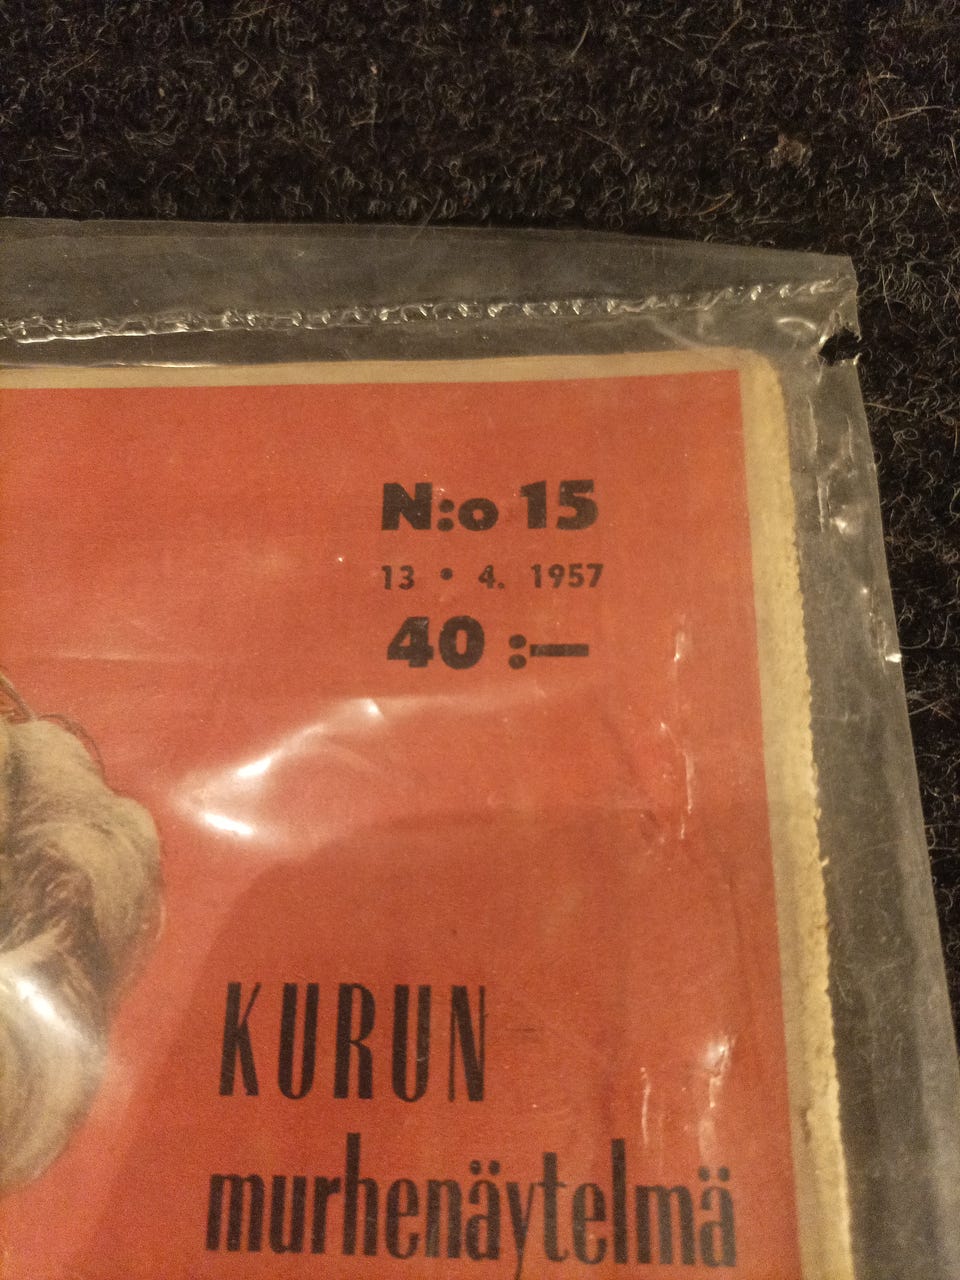 N:o 15
13 • 4. 1957
40 :—
KURUN
murhenäytelmä